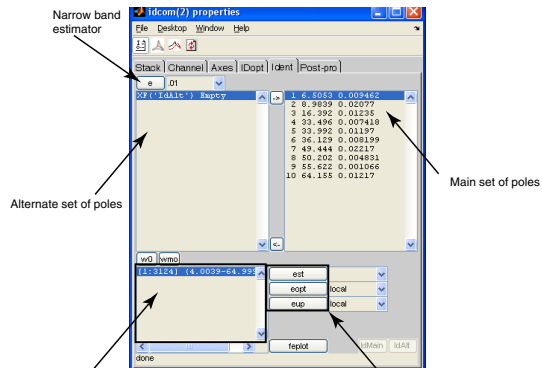 idcom(2) properties
Narrow band
estimator
File Desktop Window Help
Stack Channel Axes IDopt Ident Post-pro
e .01
XF('IdAlt') Empty
->
1 6.5053 0.009462
2 8.9839 0.02077
3 16.392 0.01235
4 33.496 0.007418
5 33.992 0.01197
6 36.129 0.008199
7 49.444 0.02217
8 50.202 0.004831
9 55.622 0.001066
10 64.155 0.01217
Main set of poles
Alternate set of poles
<-
w0 wmo
[1:3124] (4.0039-64.999
est
eopt local
eup local
feplot IdMain IdAlt
done